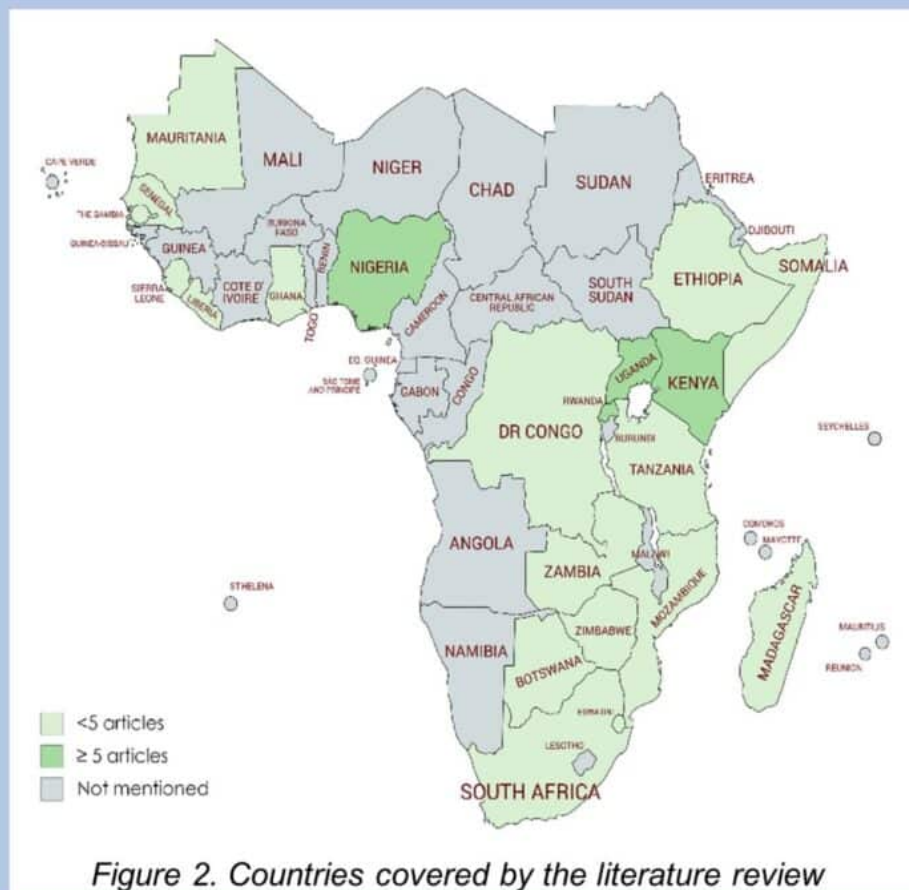 MAURITANIA
MALI
NIGER
CHAD
SUDAN
ERITREA
CAPE VERDE
SENEGAL
THE GAMBIA
GUINEA-BISSAU
GUINEA
BURKINA
FASO
BENIN
NIGERIA
DJIBOUTI
SOMALIA
ETHIOPIA
SOUTH
SUDAN
SIERRA
LEONE
LIBERIA
COTE D'
IVOIRE
GHANA
TOGO
CAMEROON
CENTRAL AFRICAN
REPUBLIC
EQ. GUINEA
SÃO TOME
AND PRINCIPE
GABON
CONGO
UGANDA
KENYA
RWANDA
DR CONGO
BURUNDI
TANZANIA
SEYCHELLES
ANGOLA
ZAMBIA
MALAWI
MOZAMBIQUE
COMOROS
MAYOTTE
STHELENA
NAMIBIA
ZIMBABWE
BOTSWANA
MADAGASCAR
MAURITIUS
REUNION
ESWATINI
LESOTHO
SOUTH AFRICA
<5 articles
≥ 5 articles
Not mentioned
Figure 2. Countries covered by the literature review